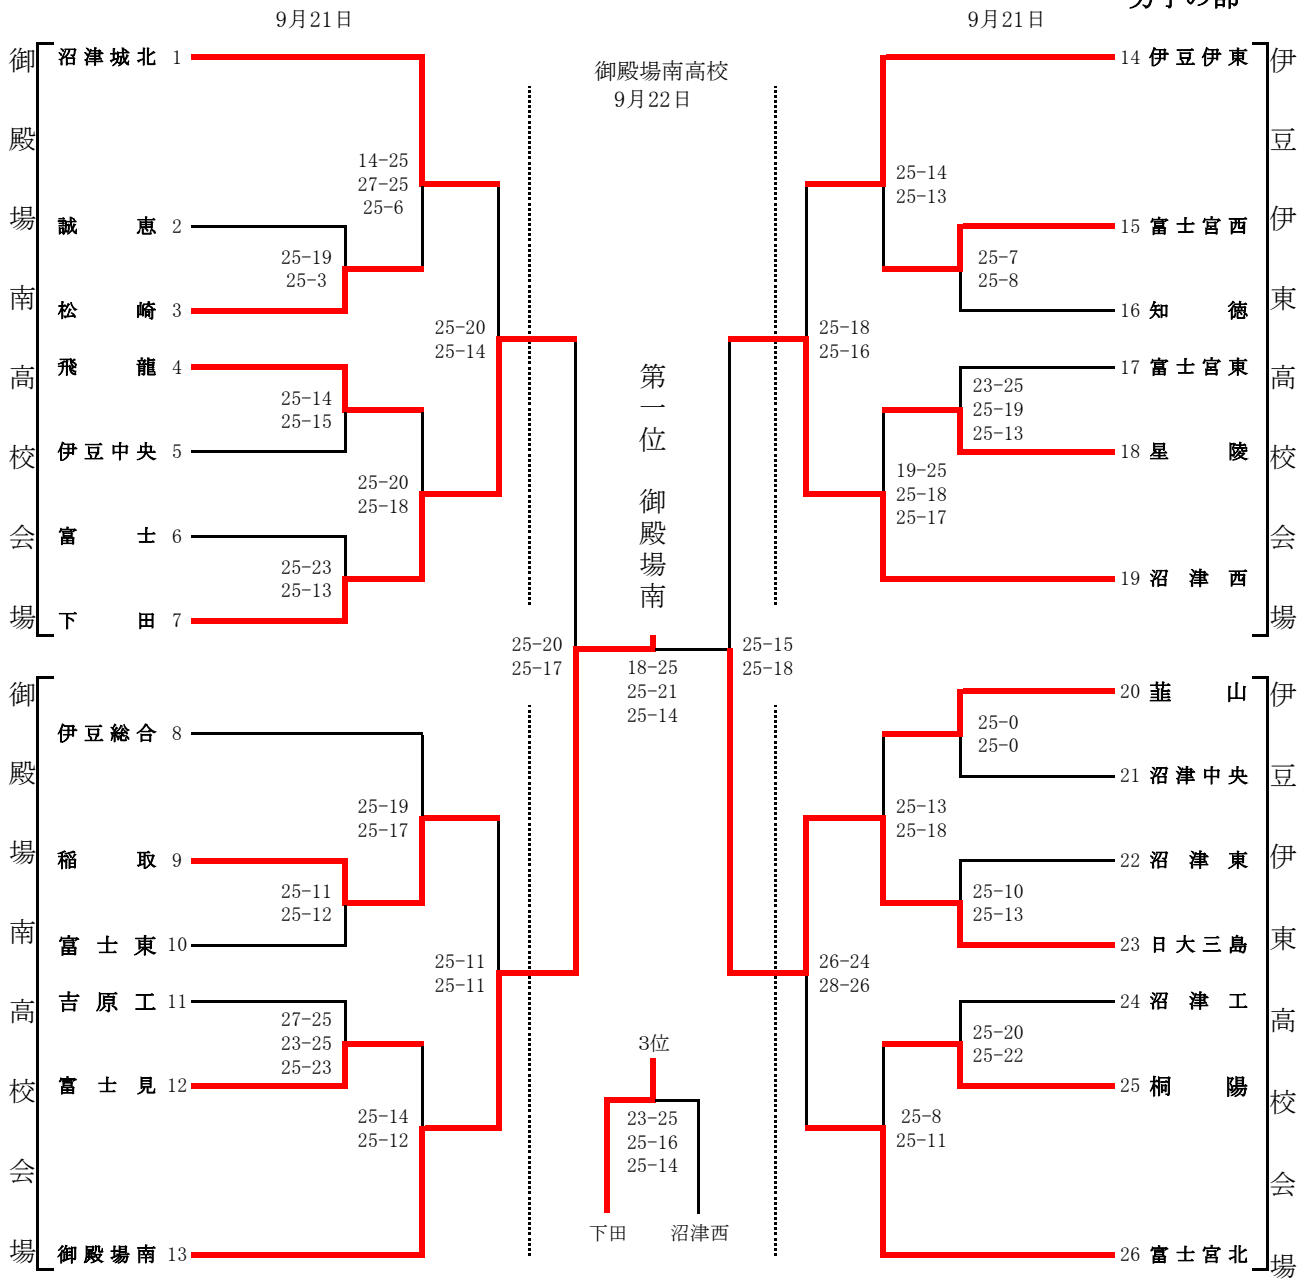 男子の部
9月21日
9月21日
御殿場南高校
9月22日
御殿場南高校会場
沼津城北 1
14-25
27-25
25-6
誠恵 2
25-19
25-3
松崎 3
25-20
25-14
飛龍 4
25-14
25-15
伊豆中央 5
25-20
25-18
富士 6
25-23
25-13
下田 7
25-20
25-17
御殿場南高校会場
伊豆総合 8
25-19
25-17
稲取 9
25-11
25-12
富士東 10
25-11
25-11
吉原工 11
27-25
23-25
25-23
富士見 12
25-14
25-12
御殿場南 13
第一位 御殿場南
18-25
25-21
25-14
3位
23-25
25-16
25-14
下田 沼津西
伊豆伊東高校会場
14 伊豆伊東
25-14
25-13
15 富士宮西
25-7
25-8
16 知徳
25-18
25-16
17 富士宮東
23-25
25-19
25-13
18 星陵
19-25
25-18
25-17
19 沼津西
25-15
25-18
伊豆伊東高校会場
20 韮山
25-0
25-0
21 沼津中央
25-13
25-18
22 沼津東
25-10
25-13
23 日大三島
26-24
28-26
24 沼津工
25-20
25-22
25 桐陽
25-8
25-11
26 富士宮北